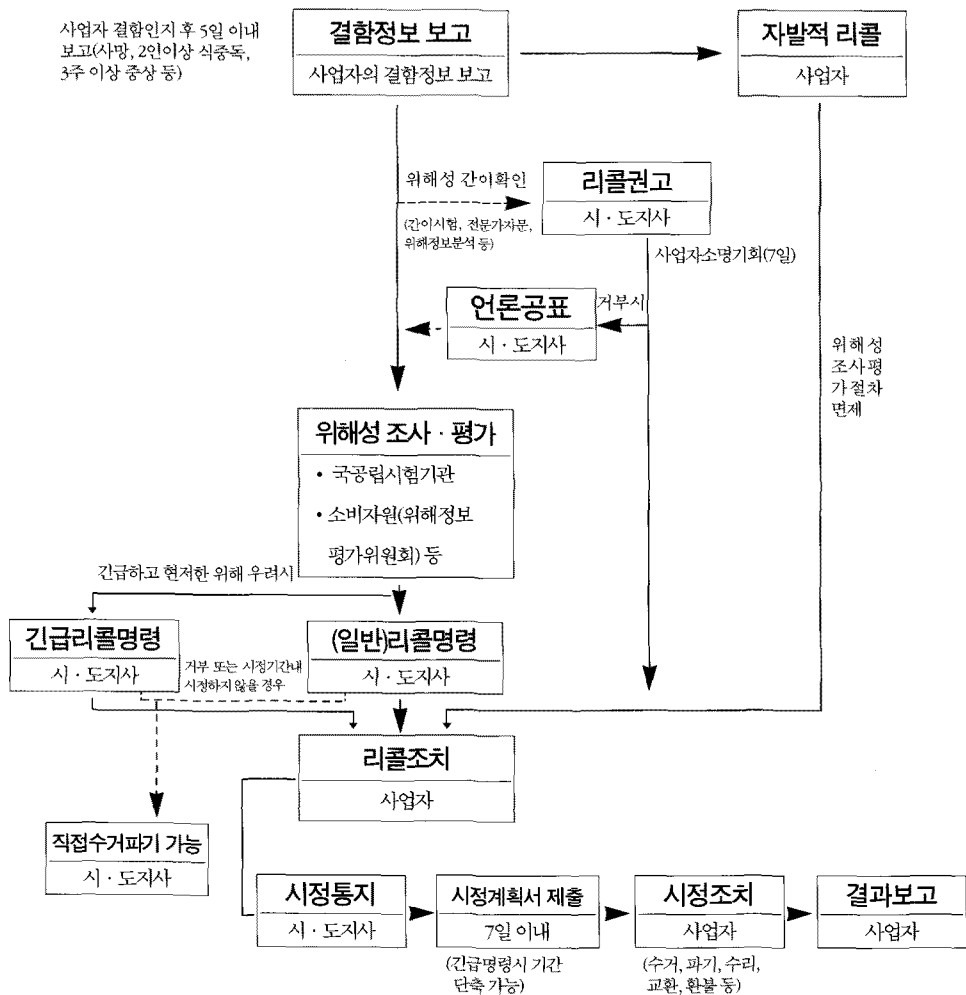 사업자 결함인지 후 5일 이내
보고(사망, 2인이상 식중독,
3주 이상 중상 등)
결함정보 보고
사업자의 결함정보 보고
자발적 리콜
사업자
위해성 간이확인
(간이시험, 전문가자문,
위해정보분석 등)
리콜권고
시 · 도지사
사업자소명기회(7일)
언론공표
시 · 도지사
거부시
위해성
조사평
가절차
면제
위해성 조사 · 평가
• 국공립시험기관
• 소비자원(위해정보
평가위원회) 등
긴급하고 현저한 위해 우려시
긴급리콜명령
시 · 도지사
거부 또는 시정기간내
시정하지 않을 경우
(일반)리콜명령
시 · 도지사
리콜조치
사업자
직접수거파기 가능
시 · 도지사
시정통지
시 · 도지사
시정계획서 제출
7일 이내
(긴급명령시 기간
단축 가능)
시정조치
사업자
(수거, 파기, 수리,
교환, 환불 등)
결과보고
사업자